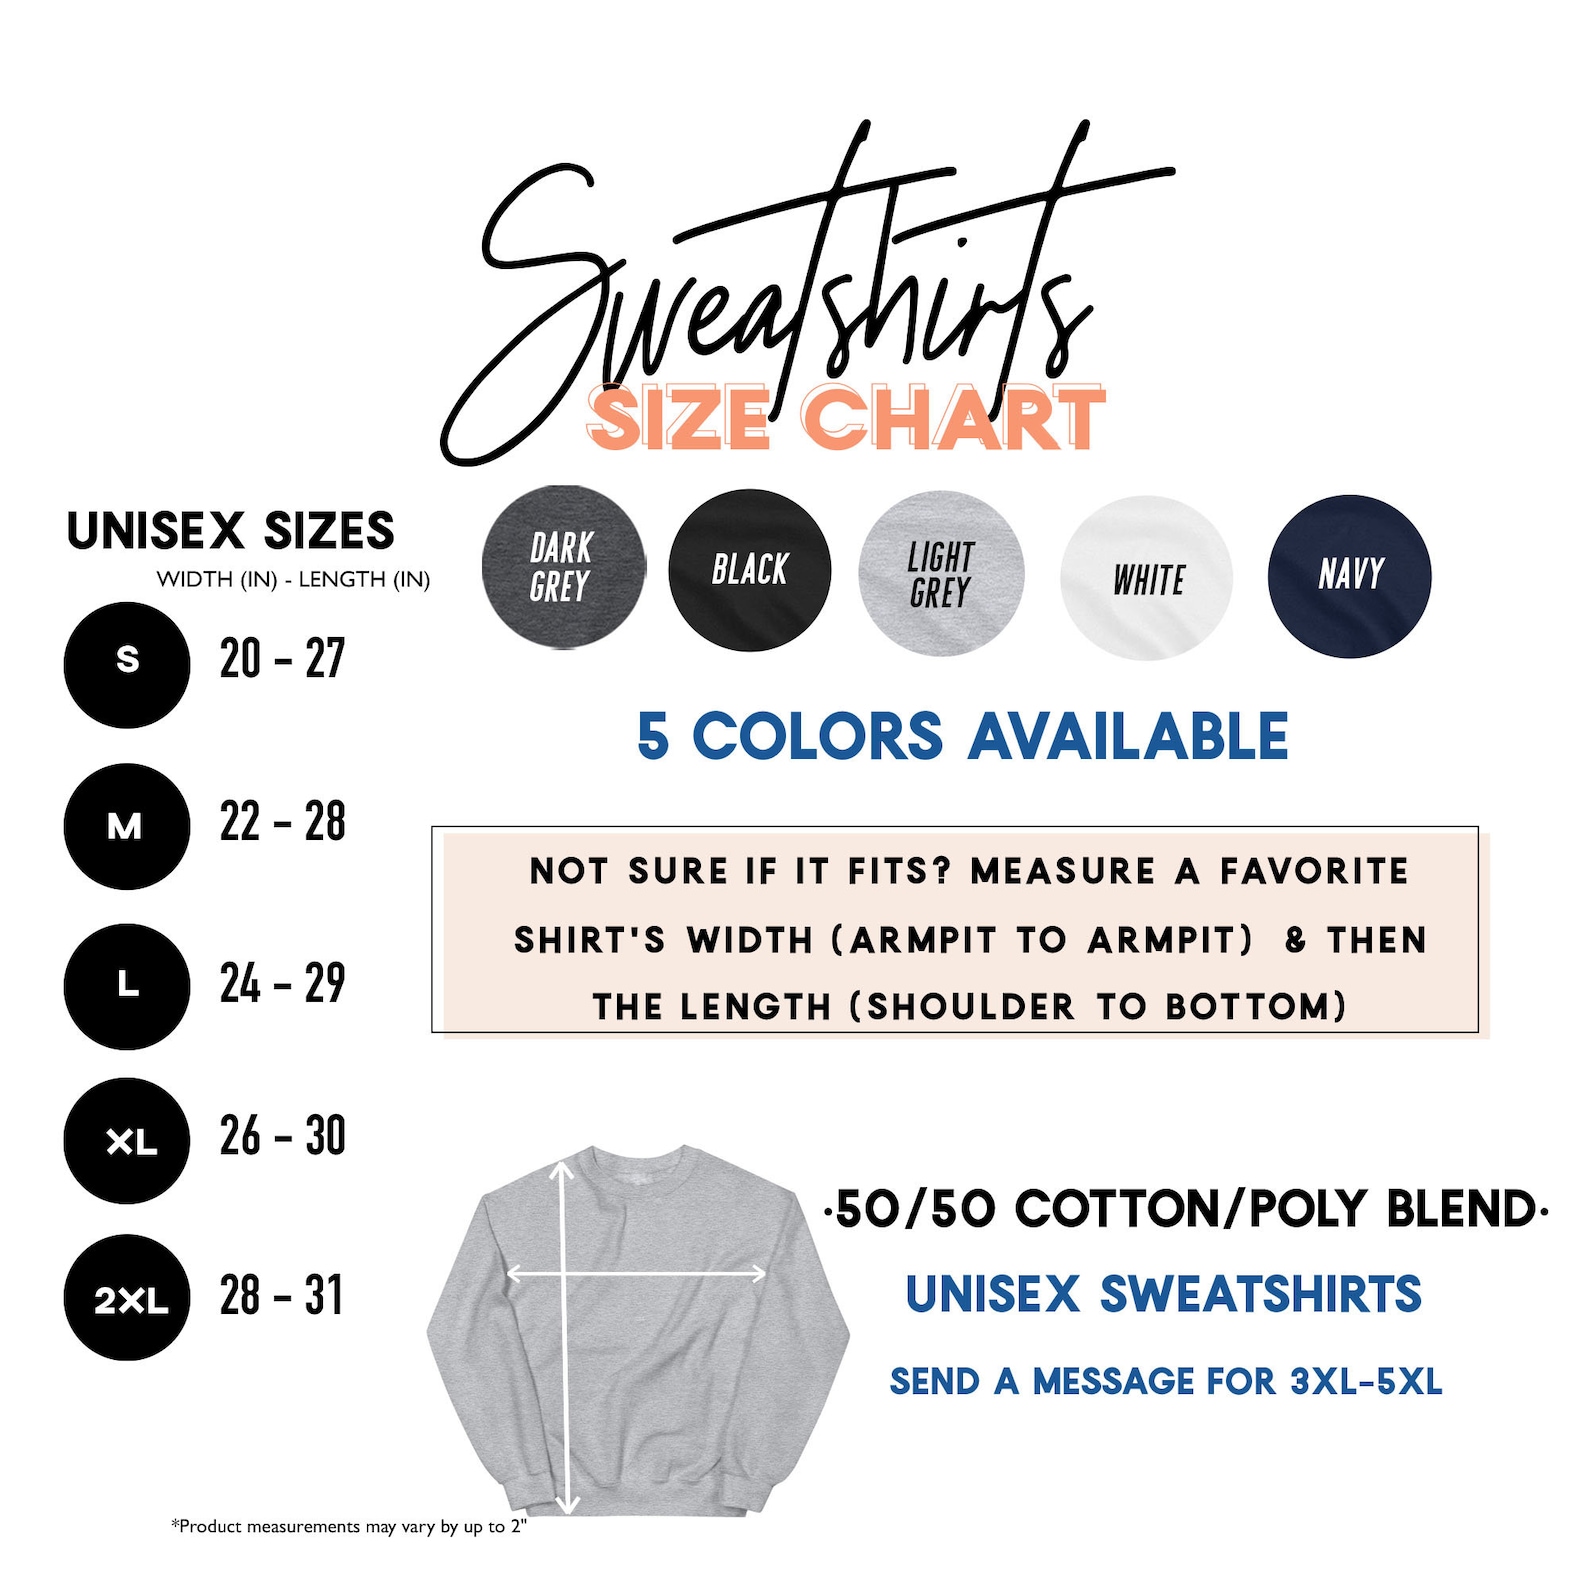 Sweatshirts
SIZE CHART
UNISEX SIZES
WIDTH (IN) - LENGTH (IN)
S
20 - 27
M
22 - 28
L
24 - 29
XL
26 - 30
2XL
28 - 31
DARK
GREY
BLACK
LIGHT
GREY
WHITE
NAVY
5 COLORS AVAILABLE
NOT SURE IF IT FITS? MEASURE A FAVORITE
SHIRT'S WIDTH (ARMPIT TO ARMPIT) & THEN
THE LENGTH (SHOULDER TO BOTTOM)
·50/50 COTTON/POLY BLEND·
UNISEX SWEATSHIRTS
SEND A MESSAGE FOR 3XL-5XL
*Product measurements may vary by up to 2"